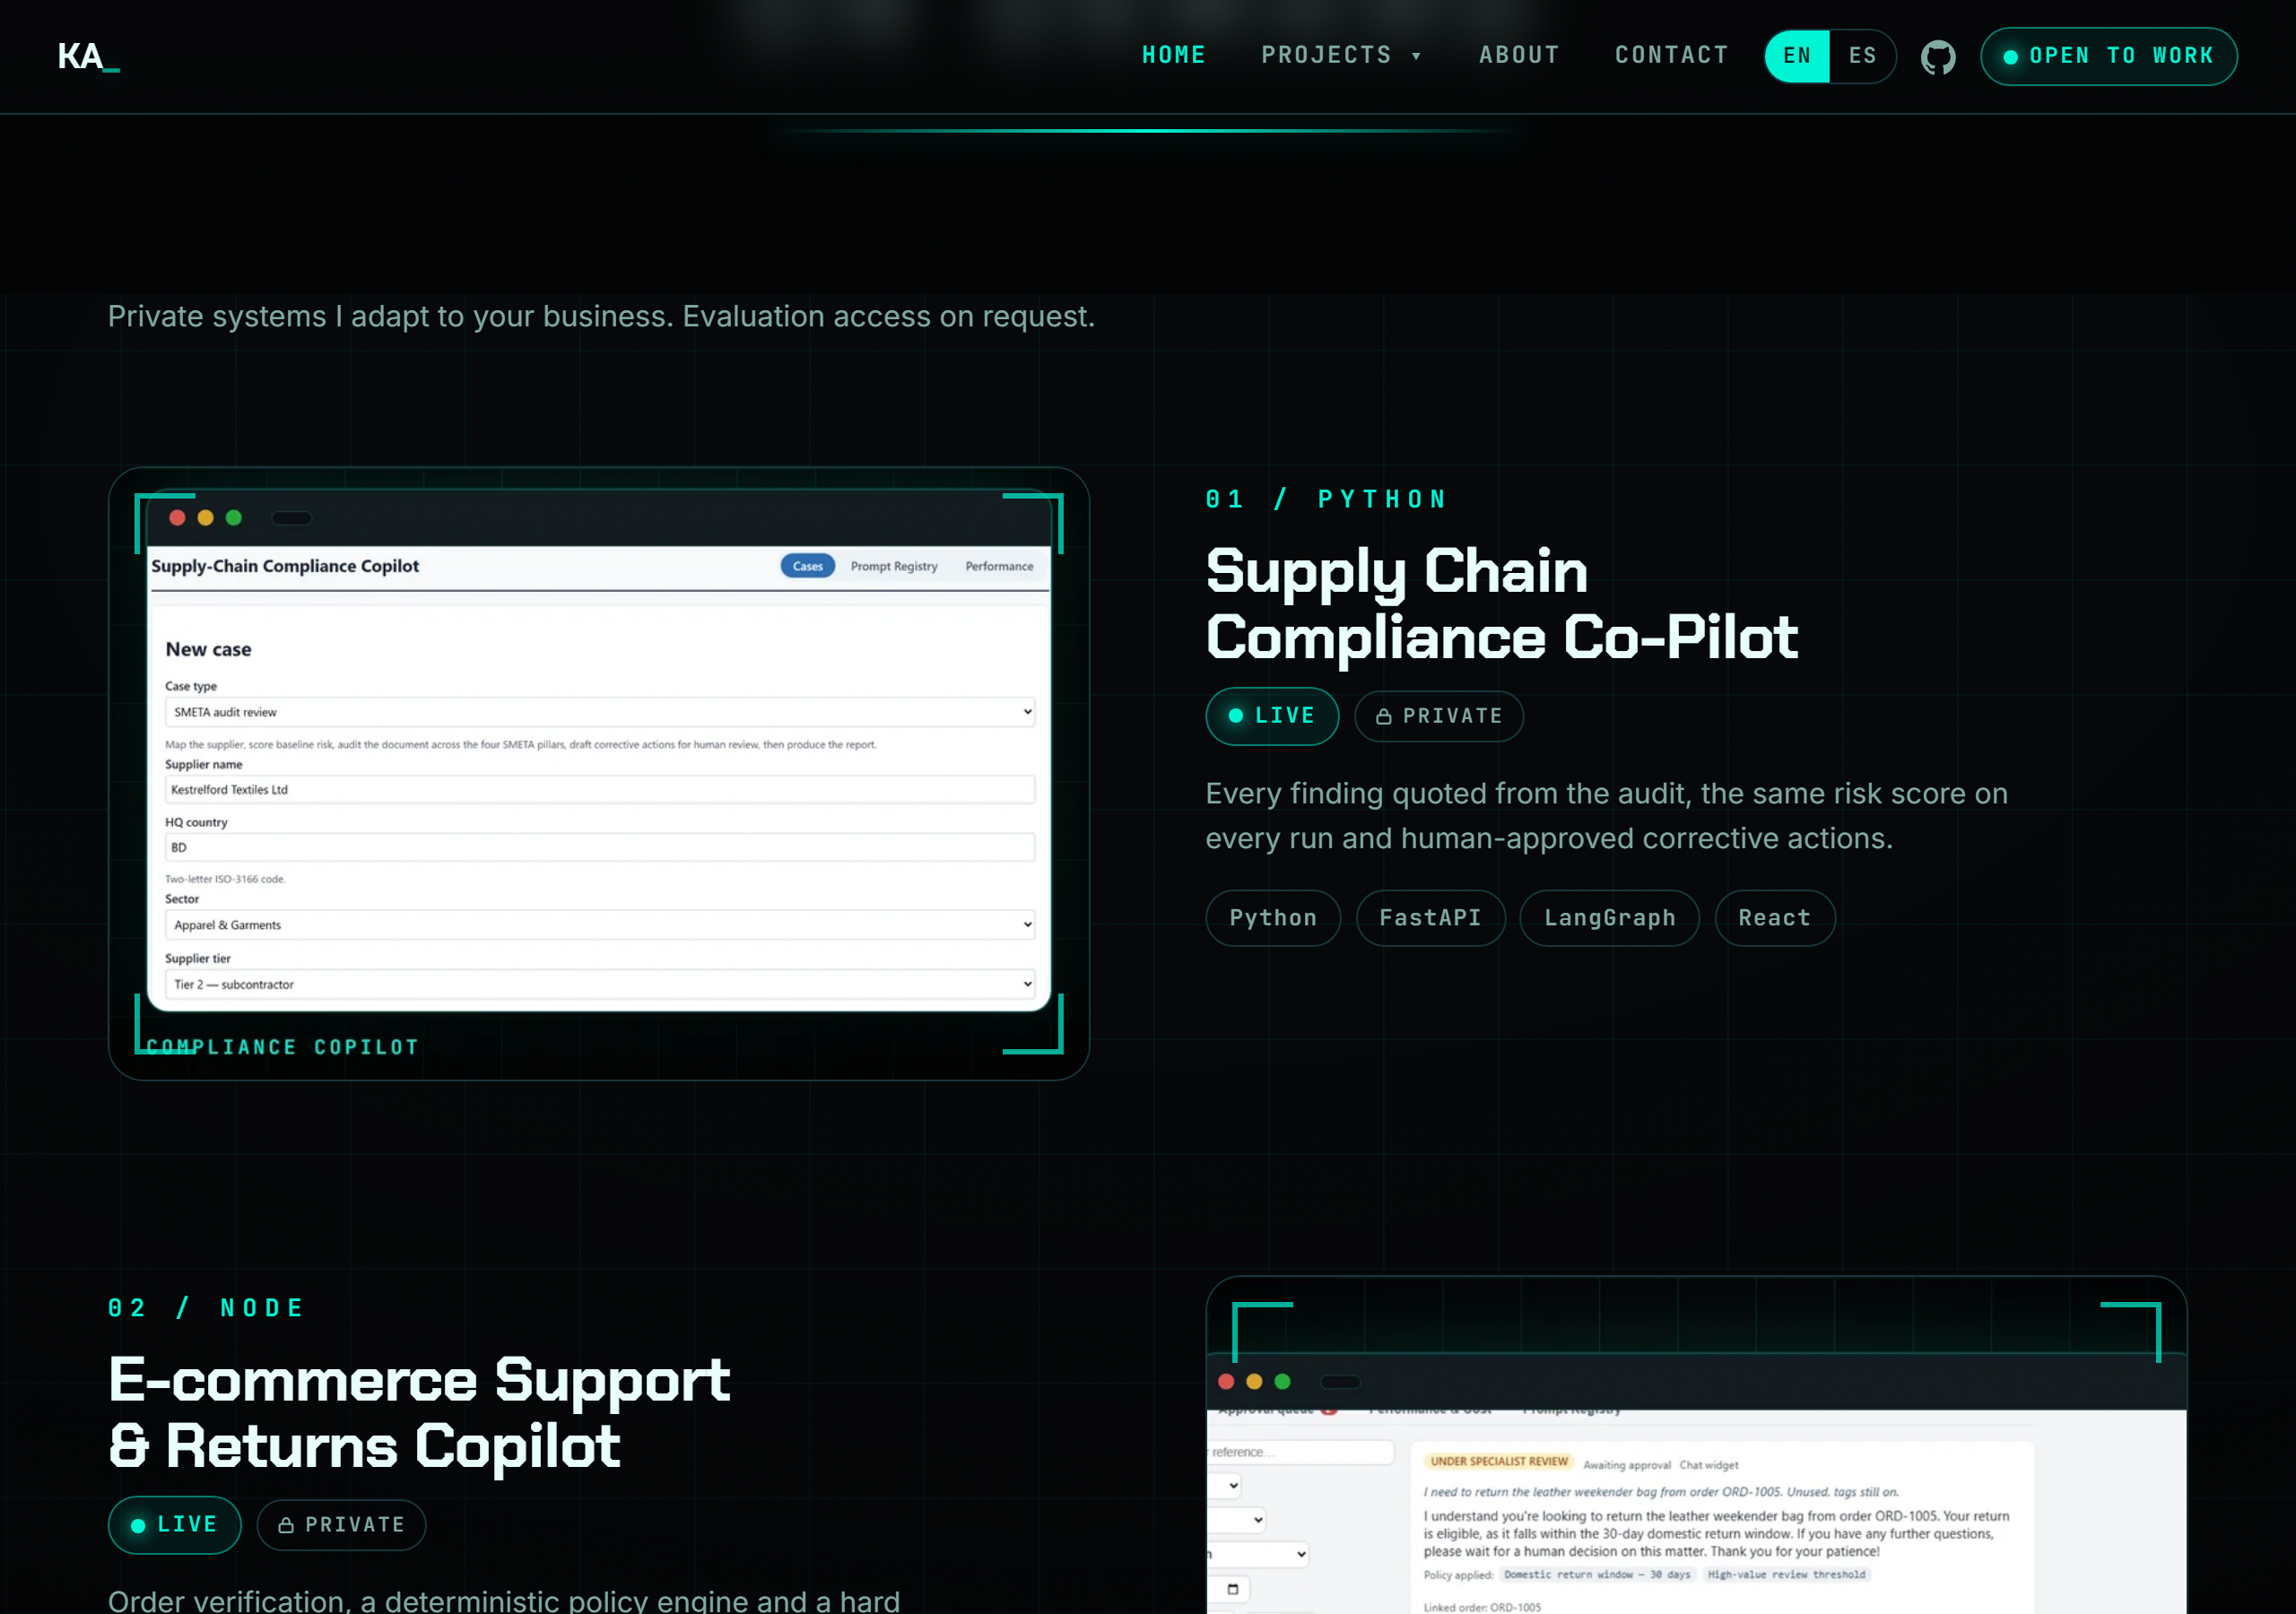 KA_
HOME PROJECTS ▾ ABOUT CONTACT EN ES OPEN TO WORK
Private systems I adapt to your business. Evaluation access on request.
Supply-Chain Compliance Copilot
Cases Prompt Registry Performance
New case
Case type
SMETA audit review
Map the supplier, score baseline risk, audit the document across the four SMETA pillars, draft corrective actions for human review, then produce the report.
Supplier name
Kestrelford Textiles Ltd
HQ country
BD
Two-letter ISO-3166 code.
Sector
Apparel & Garments
Supplier tier
Tier 2 — subcontractor
COMPLIANCE COPILOT
01 / PYTHON
Supply Chain
Compliance Co-Pilot
LIVE PRIVATE
Every finding quoted from the audit, the same risk score on
every run and human-approved corrective actions.
Python FastAPI LangGraph React
02 / NODE
E-commerce Support
& Returns Copilot
LIVE PRIVATE
Order verification, a deterministic policy engine and a hard
Approval queue Performance & Cost Prompt Registry
reference...
UNDER SPECIALIST REVIEW Awaiting approval Chat widget
I need to return the leather weekender bag from order ORD-1005. Unused, tags still on.
I understand you're looking to return the leather weekender bag from order ORD-1005. Your return
is eligible, as it falls within the 30-day domestic return window. If you have any further questions,
please wait for a human decision on this matter. Thank you for your patience!
Policy applied: Domestic return window — 30 days High-value review threshold
Linked order: ORD-1005